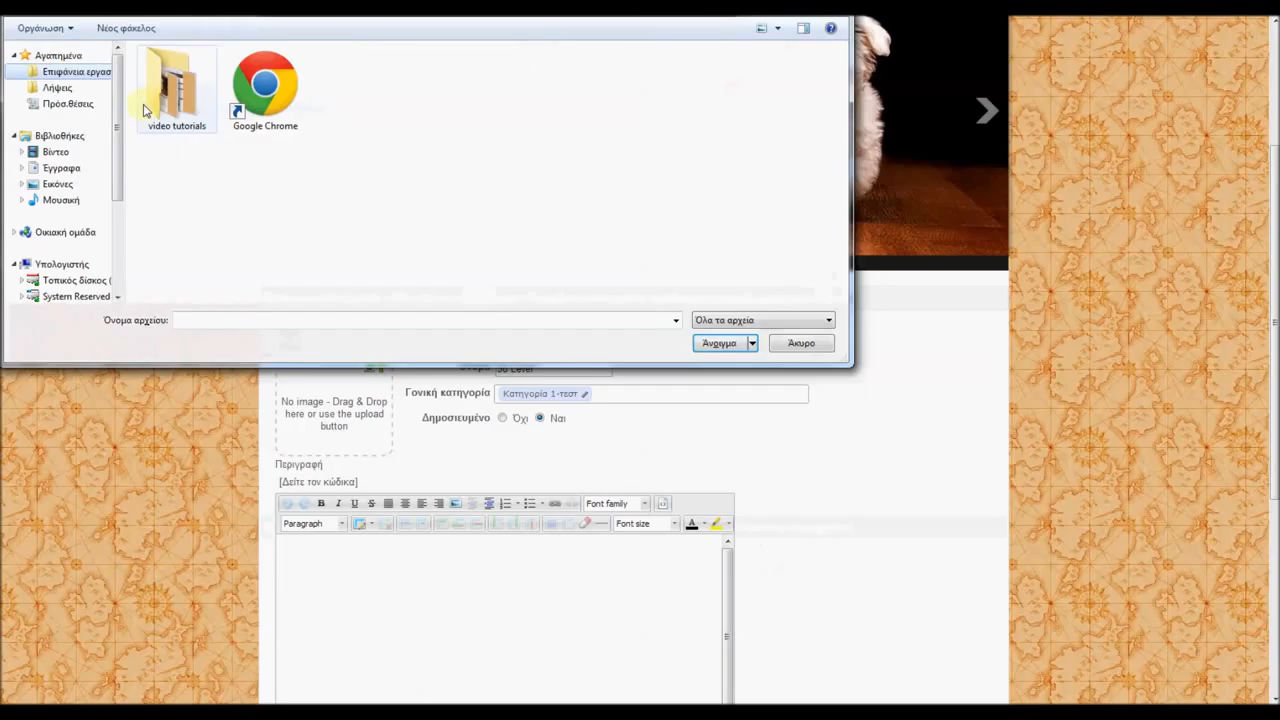 Οργάνωση
Νέος φάκελος
Αγαπημένα
Επιφάνεια εργασ
Λήψεις
Πρόσ.θέσεις
Βιβλιοθήκες
Βίντεο
Έγγραφα
Εικόνες
Μουσική
Οικιακή ομάδα
Υπολογιστής
Τοπικός δίσκος (
System Reserved
video tutorials
Google Chrome
Όνομα αρχείου:
Όλα τα αρχεία
Άνοιγμα
Άκυρο
No image - Drag & Drop
here or use the upload
button
Γονική κατηγορία
Κατηγορία 1-τεστ
Δημοσιευμένο
Όχι
Ναι
Περιγραφή
[Δείτε τον κώδικα]
Font family
Paragraph
Font size